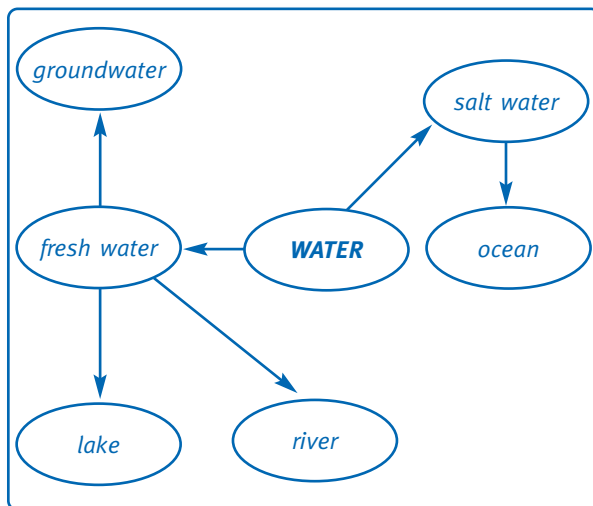 groundwater
salt water
fresh water
WATER
ocean
lake
river